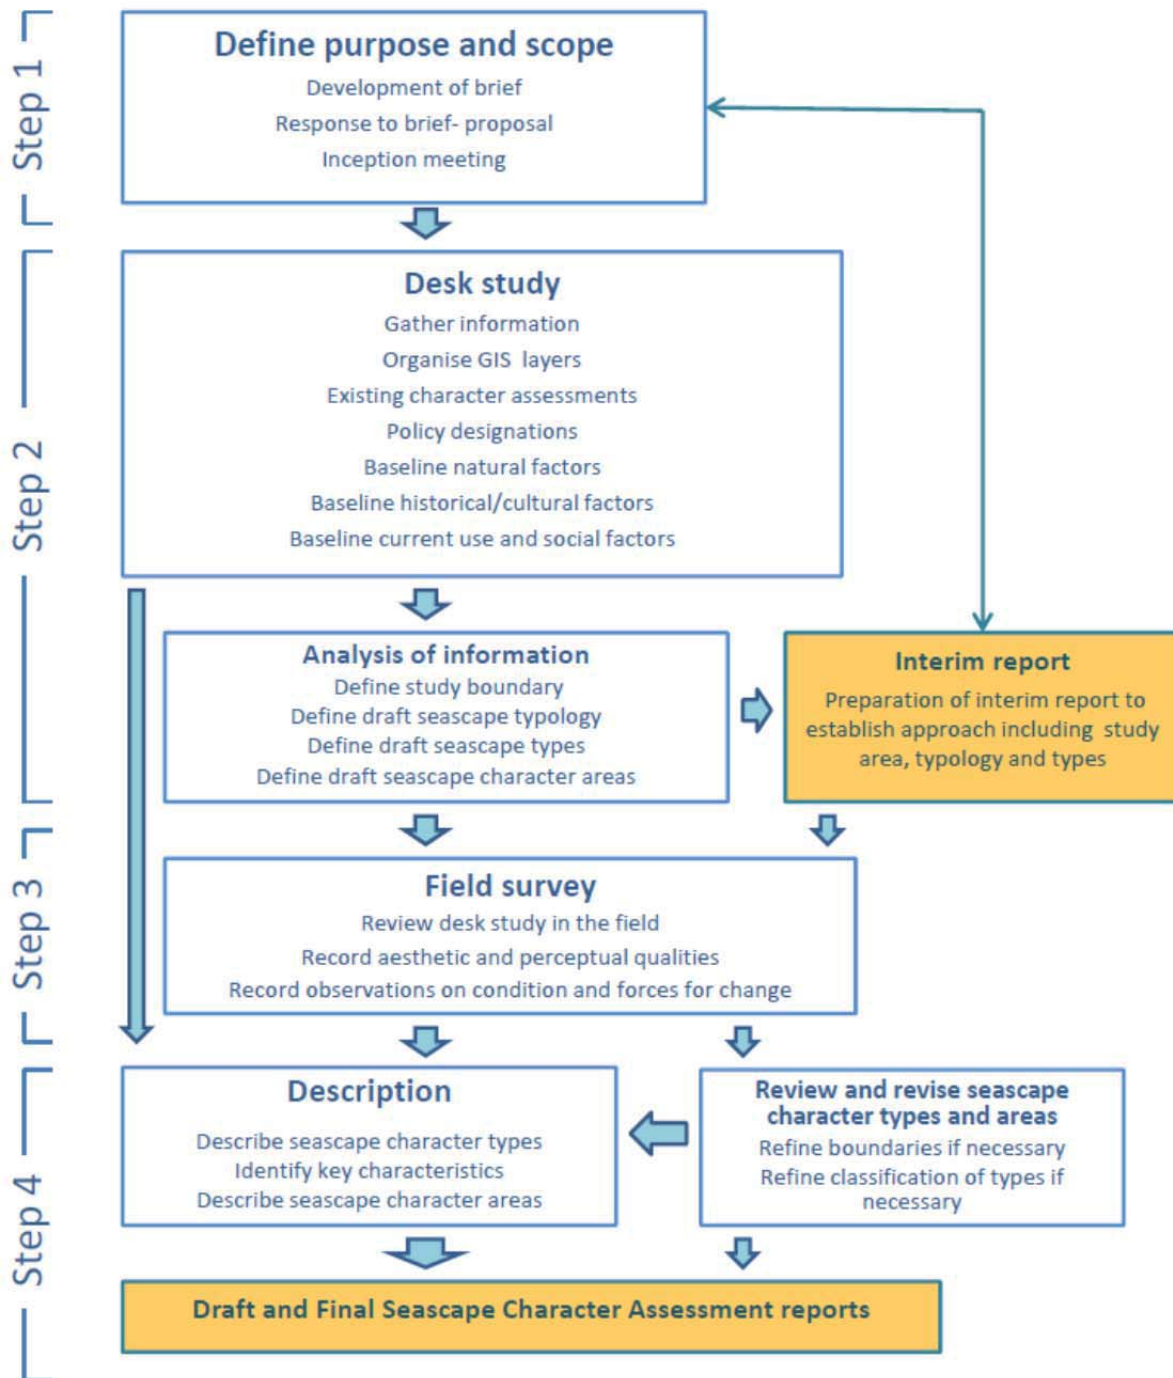 Step 1
Define purpose and scope
Development of brief
Response to brief- proposal
Inception meeting
Step 2
Desk study
Gather information
Organise GIS layers
Existing character assessments
Policy designations
Baseline natural factors
Baseline historical/cultural factors
Baseline current use and social factors
Analysis of information
Define study boundary
Define draft seascape typology
Define draft seascape types
Define draft seascape character areas
Interim report
Preparation of interim report to
establish approach including study
area, typology and types
Step 3
Field survey
Review desk study in the field
Record aesthetic and perceptual qualities
Record observations on condition and forces for change
Step 4
Description
Describe seascape character types
Identify key characteristics
Describe seascape character areas
Review and revise seascape
character types and areas
Refine boundaries if necessary
Refine classification of types if
necessary
Draft and Final Seascape Character Assessment reports